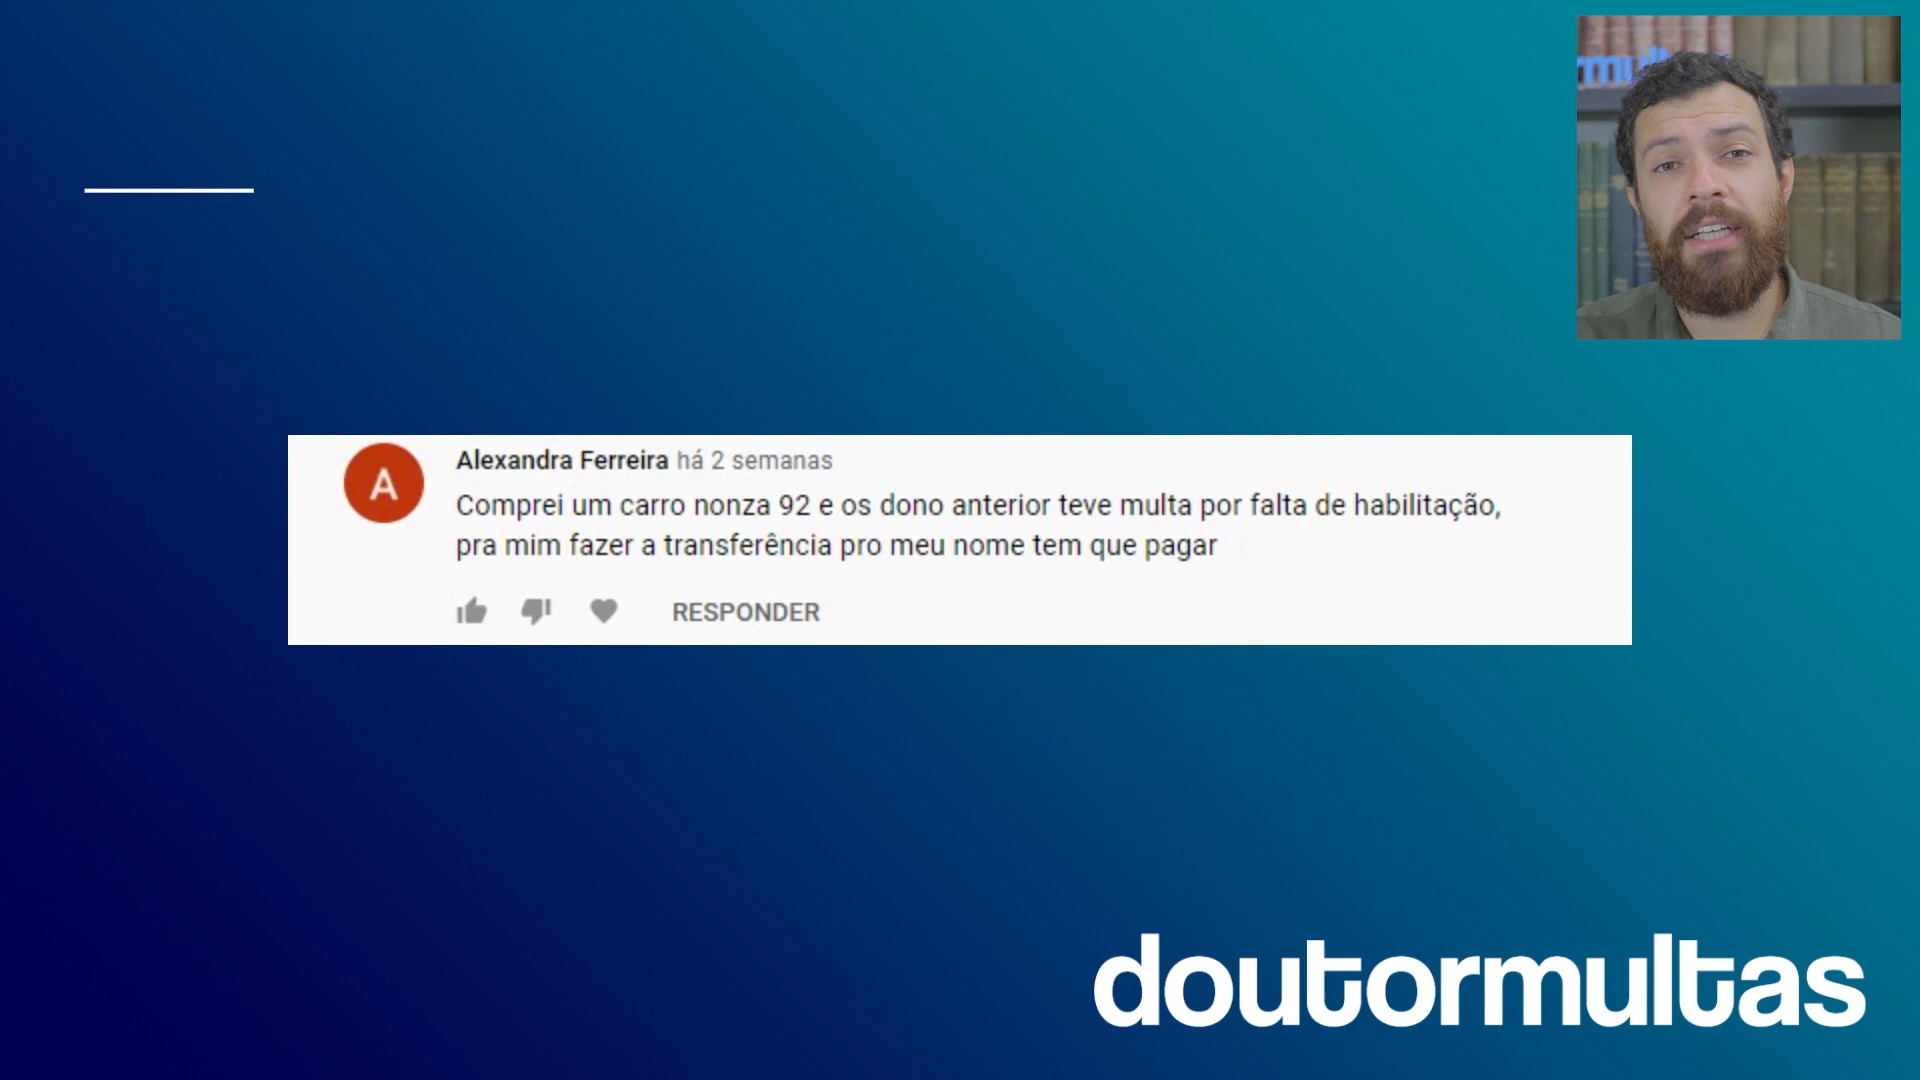 rmul
A
Alexandra Ferreira há 2 semanas
Comprei um carro nonza 92 e os dono anterior teve multa por falta de habilitação,
pra mim fazer a transferência pro meu nome tem que pagar
RESPONDER
doutormultas